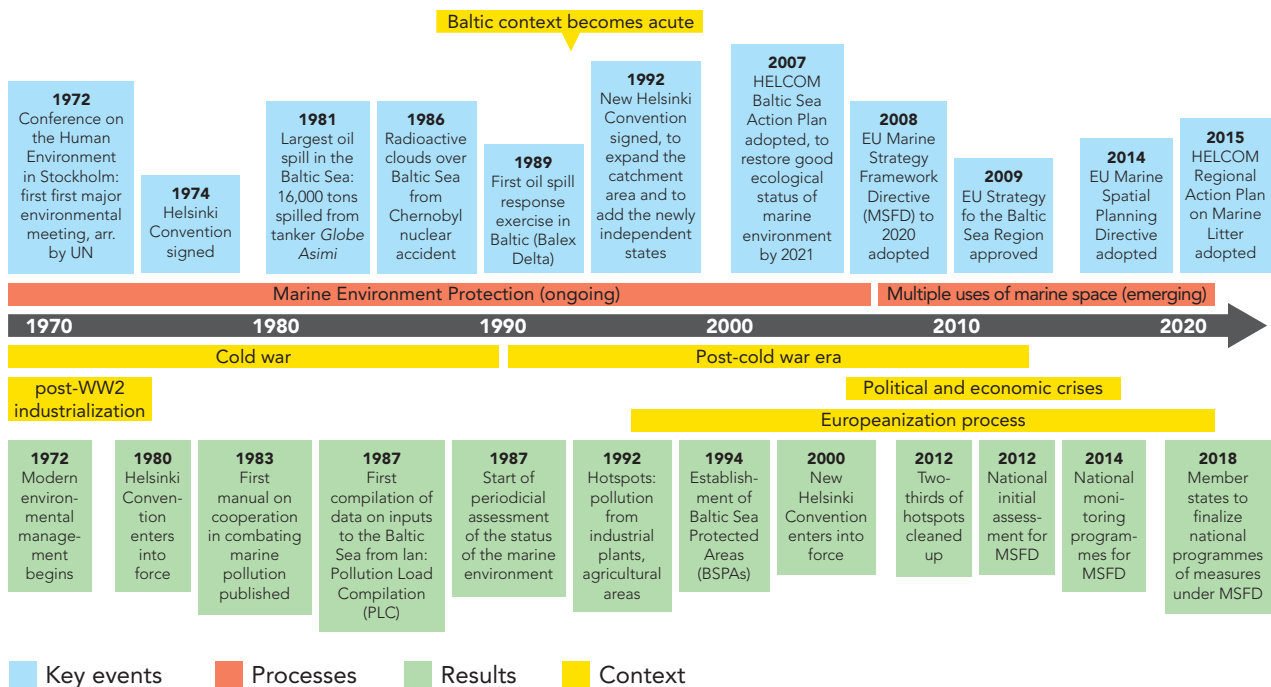 Baltic context becomes acute
1972
Conference on
the Human
Environment
in Stockholm:
first first major
environmental
meeting, arr.
by UN
1974
Helsinki
Convention
signed
1981
Largest oil
spill in the
Baltic Sea:
16,000 tons
spilled from
tanker Globe
Asimi
1986
Radioactive
clouds over
Baltic Sea
from
Chernobyl
nuclear
accident
1989
First oil spill
response
exercise in
Baltic (Balex
Delta)
1992
New Helsinki
Convention
signed, to
expand the
catchment
area and to
add the newly
independent
states
2007
HELCOM
Baltic Sea
Action Plan
adopted, to
restore good
ecological
status of
marine
environment
by 2021
2008
EU Marine
Strategy
Framework
Directive
(MSFD) to
2020
adopted
2009
EU Strategy
fo the Baltic
Sea Region
approved
2014
EU Marine
Spatial
Planning
Directive
adopted
2015
HELCOM
Regional
Action Plan
on Marine
Litter
adopted
Marine Environment Protection (ongoing)
Multiple uses of marine space (emerging)
1970 1980 1990 2000 2010 2020
Cold war
Post-cold war era
post-WW2
industrialization
Political and economic crises
Europeanization process
1972
Modern
environ-
mental
manage-
ment
begins
1980
Helsinki
Conven-
tion
enters
into
force
1983
First
manual on
cooperation
in combating
marine
pollution
published
1987
First
compilation of
data on inputs
to the Baltic
Sea from lan:
Pollution Load
Compilation
(PLC)
1987
Start of
periodicial
assessment
of the status
of the marine
environment
1992
Hotspots:
pollution
from
industrial
plants,
agricultural
areas
1994
Establish-
ment of
Baltic Sea
Protected
Areas
(BSPAs)
2000
New
Helsinki
Convention
enters into
force
2012
Two-
thirds of
hotspots
cleaned
up
2012
National
initial
assess-
ment for
MSFD
2014
National
moni-
toring
program-
mes for
MSFD
2018
Member
states to
finalize
national
programmes
of measures
under MSFD
Key events
Processes
Results
Context